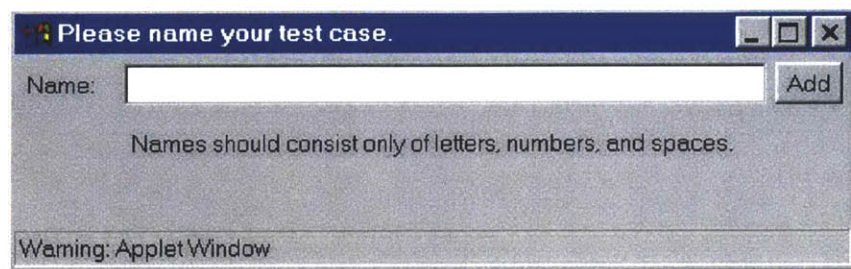 Please name your test case.
Name: Add
Names should consist only of letters, numbers, and spaces.
Warning: Applet Window